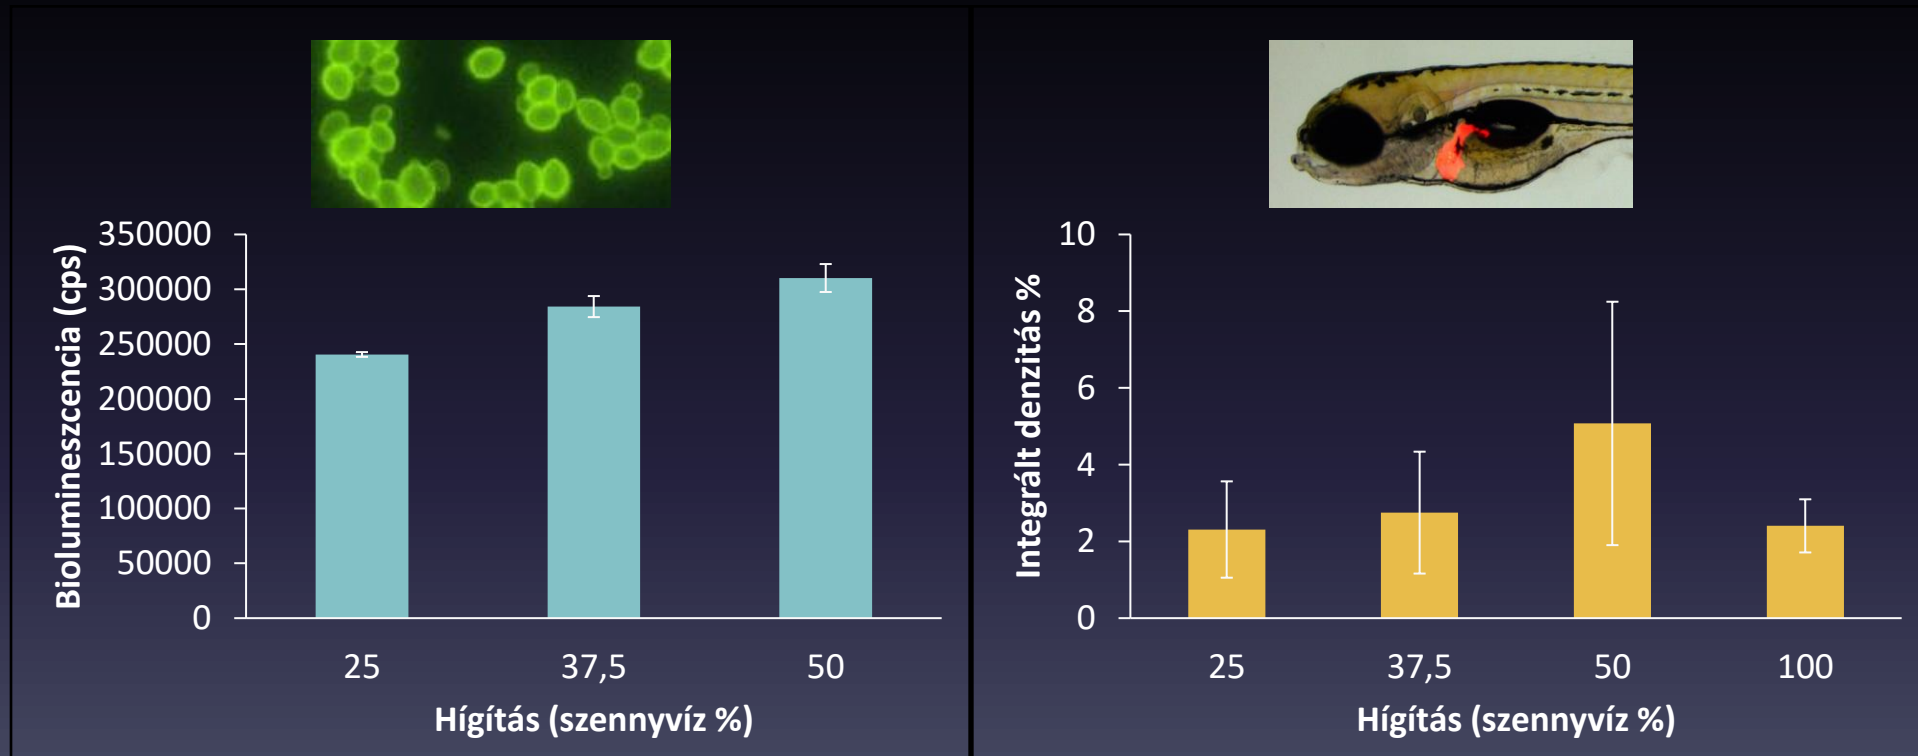 Biolumineszcencia (cps)
350000
300000
250000
200000
150000
100000
50000
0
25 37,5 50
Hígítás (szennyvíz %)
Integrált denzitás %
10
8
6
4
2
0
25 37,5 50 100
Hígítás (szennyvíz %)